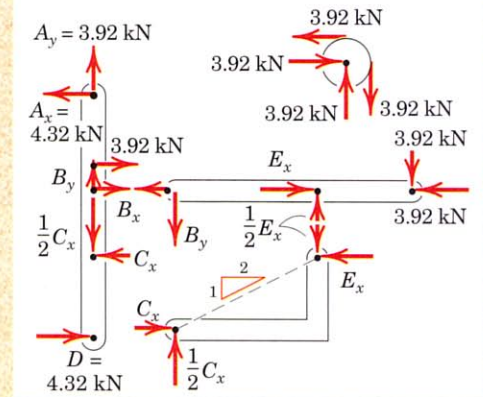 3.92 kN
A_y = 3.92 kN
3.92 kN
A_x =
4.32 kN
3.92 kN
3.92 kN
3.92 kN
3.92 kN
E_x
B_y
B_x
B_y
3.92 kN
1/2 E_x
1/2 C_x
C_x
E_x
2
1
C_x
D =
4.32 kN
1/2 C_x